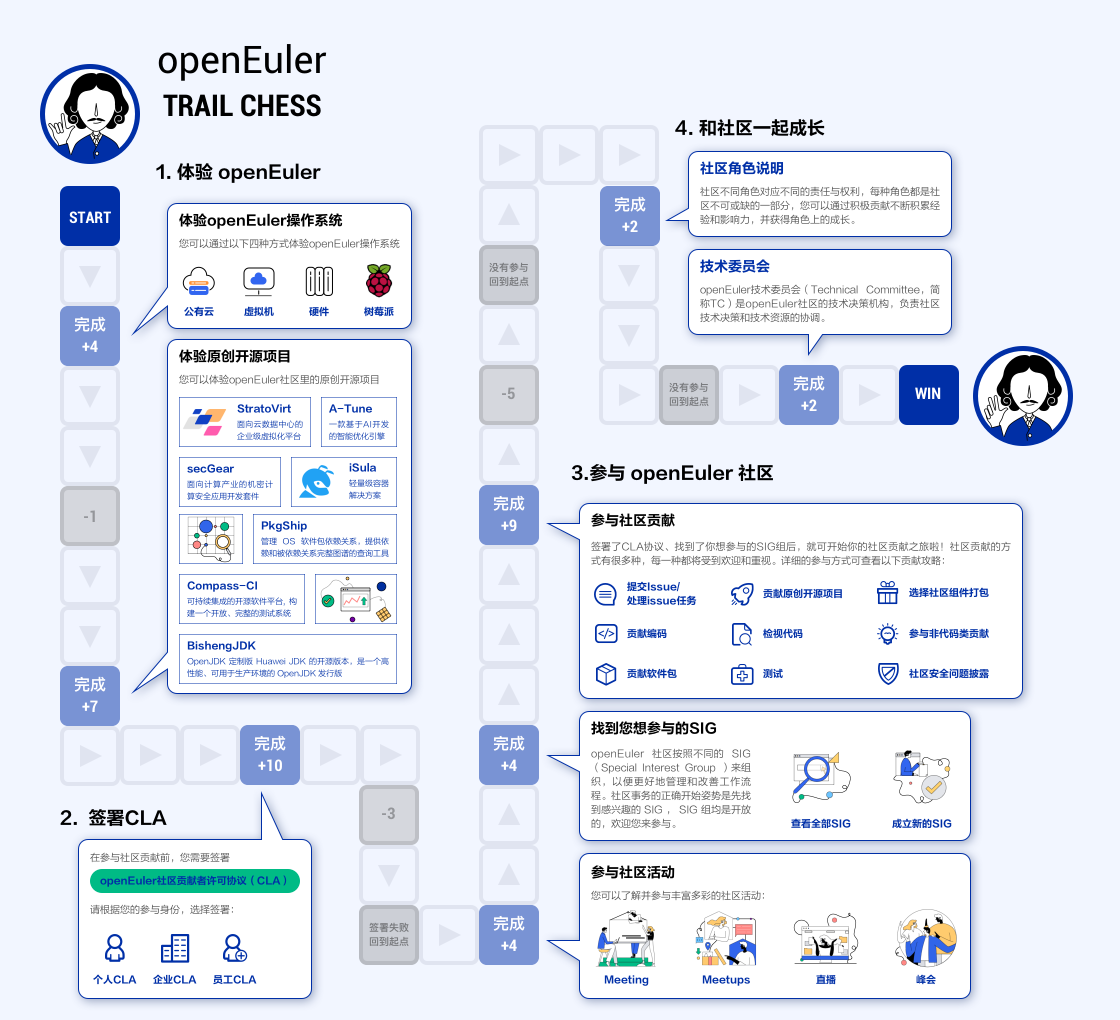 openEuler
TRAIL CHESS
1. 体验 openEuler
START
体验openEuler操作系统
您可以通过以下四种方式体验openEuler操作系统
公有云
虚拟机
硬件
树莓派
完成
+4
体验原创开源项目
您可以体验openEuler社区里的原创开源项目
StratoVirt
面向云数据中心的
企业级虚拟化平台
A-Tune
一款基于AI开发
的智能优化引擎
secGear
面向计算产业的机密计
算安全应用开发套件
iSula
轻量级容器
解决方案
-1
PkgShip
管理 OS 软件包依赖关系，提供依
赖和被依赖关系完整图谱的查询工具
Compass-CI
可持续集成的开源软件平台, 构
建一个开放、完整的测试系统
BishengJDK
OpenJDK 定制版 Huawei JDK 的开源版本，是一个高
性能、可用于生产环境的 OpenJDK 发行版
完成
+7
完成
+10
2. 签署CLA
在参与社区贡献前，您需要签署
openEuler社区贡献者许可协议（CLA）
请根据您的参与身份，选择签署：
个人CLA
企业CLA
员工CLA
-3
签署失败
回到起点
完成
+4
参与社区活动
您可以了解并参与丰富多彩的社区活动：
Meeting
Meetups
直播
峰会
完成
+4
找到您想参与的SIG
openEuler 社区按照不同的 SIG
（Special Interest Group ）来组
织，以便更好地管理和改善工作流
程。社区事务的正确开始姿势是先找
到感兴趣的 SIG ， SIG 组均是开放
的，欢迎您来参与。
查看全部SIG
成立新的SIG
3.参与 openEuler 社区
完成
+9
参与社区贡献
签署了CLA协议、找到了你想参与的SIG组后，就可开始你的社区贡献之旅啦！社区贡献的方
式有很多种，每一种都将受到欢迎和重视。详细的参与方式可查看以下贡献攻略：
提交Issue/
处理issue任务
贡献原创开源项目
选择社区组件打包
贡献编码
检视代码
参与非代码类贡献
贡献软件包
测试
社区安全问题披露
-5
没有参与
回到起点
4. 和社区一起成长
完成
+2
社区角色说明
社区不同角色对应不同的责任与权利，每种角色都是社
区不可或缺的一部分，您可以通过积极贡献不断积累经
验和影响力，并获得角色上的成长。
技术委员会
openEuler技术委员会（Technical Committee，简
称TC）是openEuler社区的技术决策机构，负责社区
技术决策和技术资源的协调。
没有参与
回到起点
完成
+2
WIN